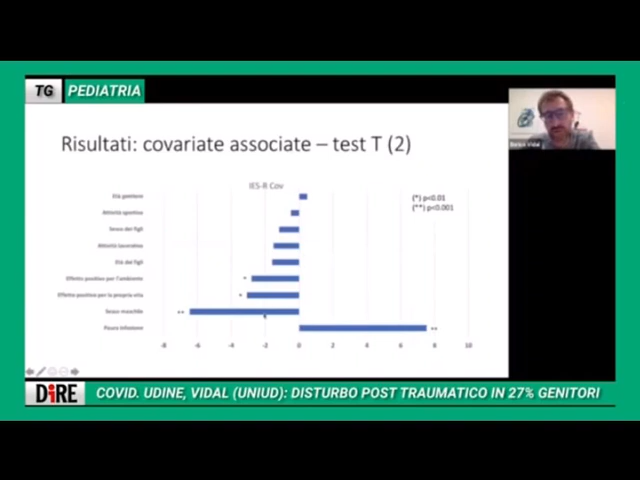 TG PEDIATRIA
Risultati: covariate associate – test T (2)
IES-R Cov
(*) p<0.01
(**) p<0.001
Età genitore
Attività sportiva
Sesso dei figli
Attività lavorativa
Età dei figli
Effetto positivo per l'ambiente
*
Effetto positivo per la propria vita
*
Sesso maschile
**
Paura infezione
**
-8 -6 -4 -2 0 2 4 6 8 10
Vidal
DiRE
COVID. UDINE, VIDAL (UNIUD): DISTURBO POST TRAUMATICO IN 27% GENITORI